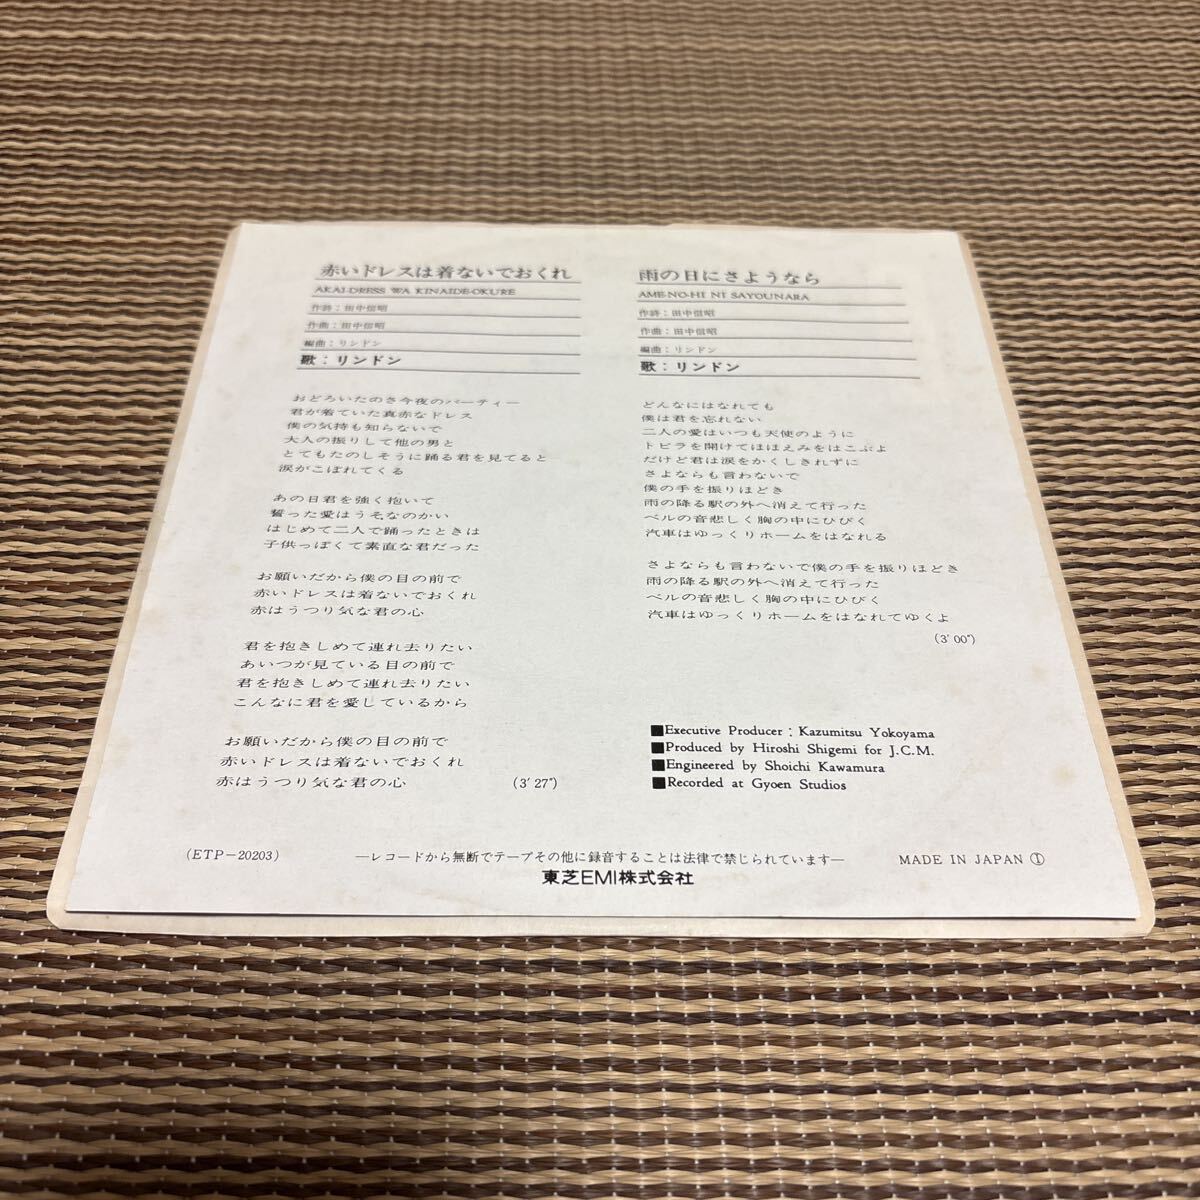 赤いドレスは着ないでおくれ
AKAI-DRESS WA KINAIDE-OKURE
作詩：田中信昭
作曲：田中信昭
編曲：リンドン
歌：リンドン
おどろいたのさ今夜のパーティー
君が着ていた真赤なドレス
僕の気持も知らないで
大人の振りして他の男と
とてもたのしそうに踊る君を見てると
涙がこぼれてくる
あの日君を強く抱いて
誓った愛はうそなのかい
はじめて二人で踊ったときは
子供っぽくて素直な君だった
お願いだから僕の目の前で
赤いドレスは着ないでおくれ
赤はうつり気な君の心
君を抱きしめて連れ去りたい
あいつが見ている目の前で
君を抱きしめて連れ去りたい
こんなに君を愛しているから
お願いだから僕の目の前で
赤いドレスは着ないでおくれ
赤はうつり気な君の心
(3'27")
雨の日にさようなら
AME-NO-HI NI SAYOUNARA
作詩：田中信昭
作曲：田中信昭
編曲：リンドン
歌：リンドン
どんなにはなれても
僕は君を忘れない
二人の愛はいつも天使のように
トビラを開けてほほえみをはこぶよ
だけど君は涙をかくしきれずに
さよならも言わないで
僕の手を振りほどき
雨の降る駅の外へ消えて行った
ベルの音悲しく胸の中にひびく
汽車はゆっくりホームをはなれる
さよならも言わないで僕の手を振りほどき
雨の降る駅の外へ消えて行った
ベルの音悲しく胸の中にひびく
汽車はゆっくりホームをはなれてゆくよ
(3'00")
■Executive Producer : Kazumitsu Yokoyama
■Produced by Hiroshi Shigemi for J.C.M.
■Engineered by Shoichi Kawamura
■Recorded at Gyoen Studios
(ETP-20203)
―レコードから無断でテープその他に録音することは法律で禁じられています―
MADE IN JAPAN ①
東芝EMI株式会社